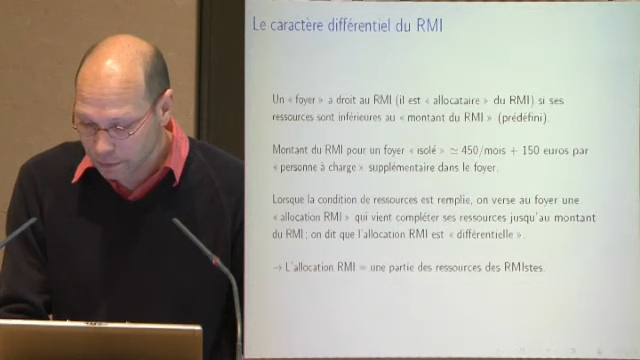 Le caractère différentiel du RMI
Un « foyer » a droit au RMI (il est « allocataire » du RMI) si ses
ressources sont inférieures au « montant du RMI » (prédéfini).
Montant du RMI pour un foyer « isolé » ≃ 450/mois + 150 euros par
« personne à charge » supplémentaire dans le foyer.
Lorsque la condition de ressources est remplie, on verse au foyer une
« allocation RMI » qui vient compléter ses ressources jusqu'au montant
du RMI ; on dit que l'allocation RMI est « différentielle ».
→ L'allocation RMI = une partie des ressources des RMIstes.